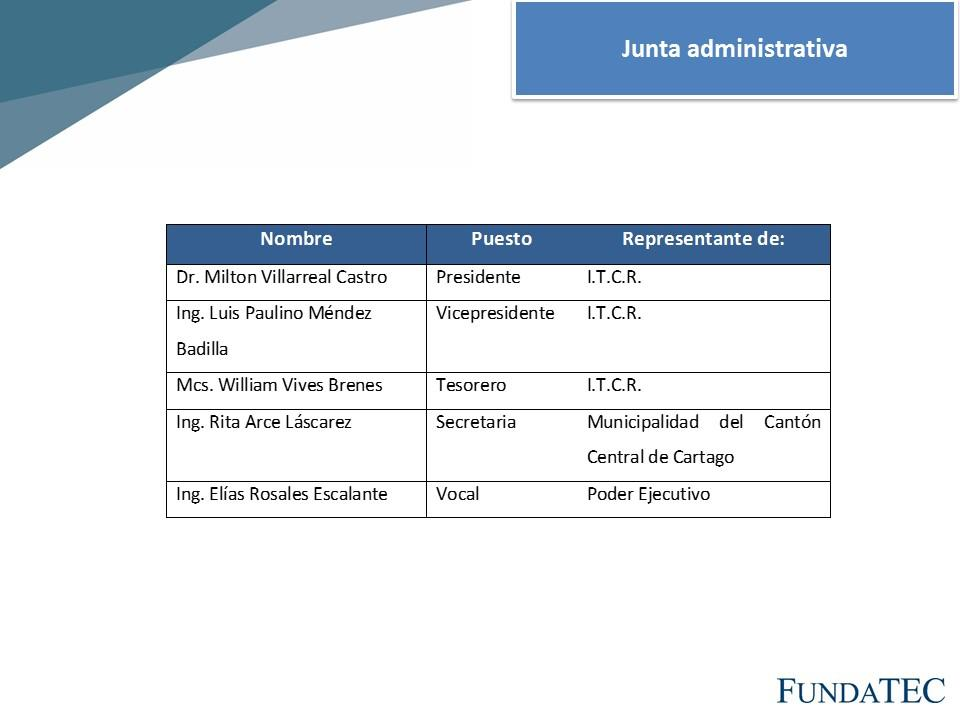 Junta administrativa
Nombre Puesto Representante de:
Dr. Milton Villarreal Castro Presidente I.T.C.R.
Ing. Luis Paulino Méndez Vicepresidente I.T.C.R.
Badilla
Mcs. William Vives Brenes Tesorero I.T.C.R.
Ing. Rita Arce Láscarez Secretaria Municipalidad del Cantón
Central de Cartago
Ing. Elías Rosales Escalante Vocal Poder Ejecutivo
FUNDATEC